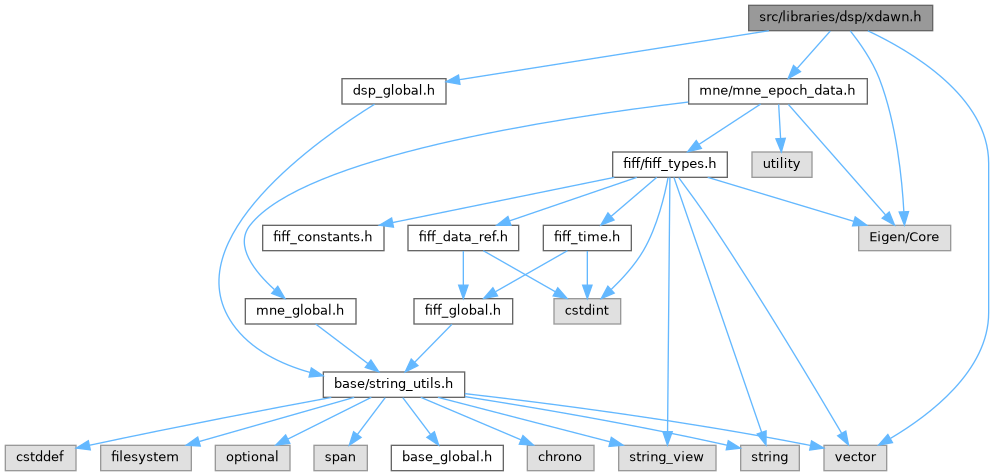 src/libraries/dsp/xdawn.h
dsp_global.h
mne/mne_epoch_data.h
fiff/fiff_types.h
utility
fiff_constants.h
fiff_data_ref.h
fiff_time.h
Eigen/Core
mne_global.h
fiff_global.h
cstdint
base/string_utils.h
cstddef
filesystem
optional
span
base_global.h
chrono
string_view
string
vector